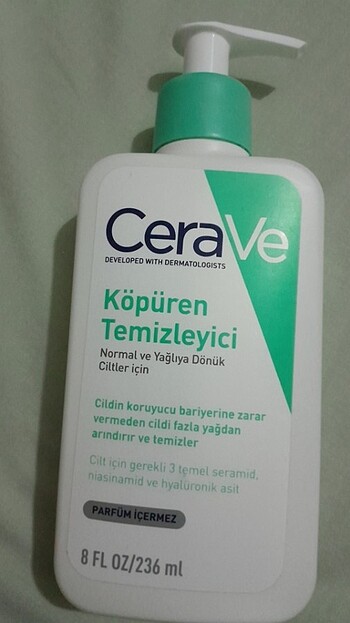 CeraVe
DEVELOPED WITH DERMATOLOGISTS
Köpüren
Temizleyici
Normal ve Yağlıya Dönük
Ciltler için
Cildin koruyucu bariyerine zarar
vermeden cildi fazla yağdan
arındırır ve temizler
Cilt için gerekli 3 temel seramid,
niasinamid ve hyalüronik asit
PARFÜM İÇERMEZ
8 FL OZ/236 ml